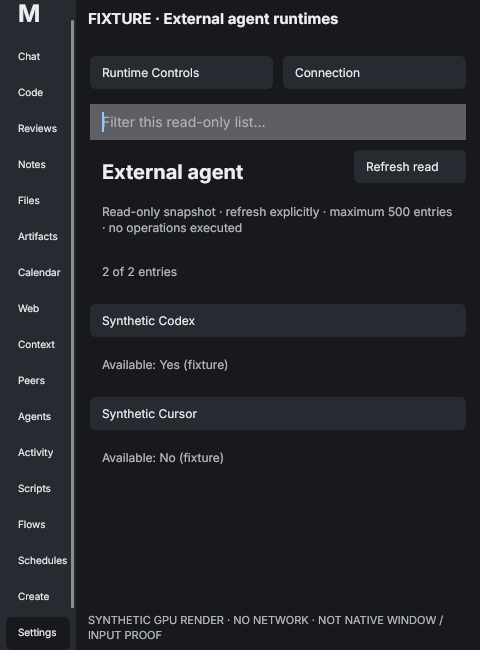 M
Chat
Code
Reviews
Notes
Files
Artifacts
Calendar
Web
Context
Peers
Agents
Activity
Scripts
Flows
Schedules
Create
Settings
FIXTURE · External agent runtimes
Runtime Controls
Connection
Filter this read-only list...
External agent
Refresh read
Read-only snapshot · refresh explicitly · maximum 500 entries
· no operations executed
2 of 2 entries
Synthetic Codex
Available: Yes (fixture)
Synthetic Cursor
Available: No (fixture)
SYNTHETIC GPU RENDER · NO NETWORK · NOT NATIVE WINDOW /
INPUT PROOF